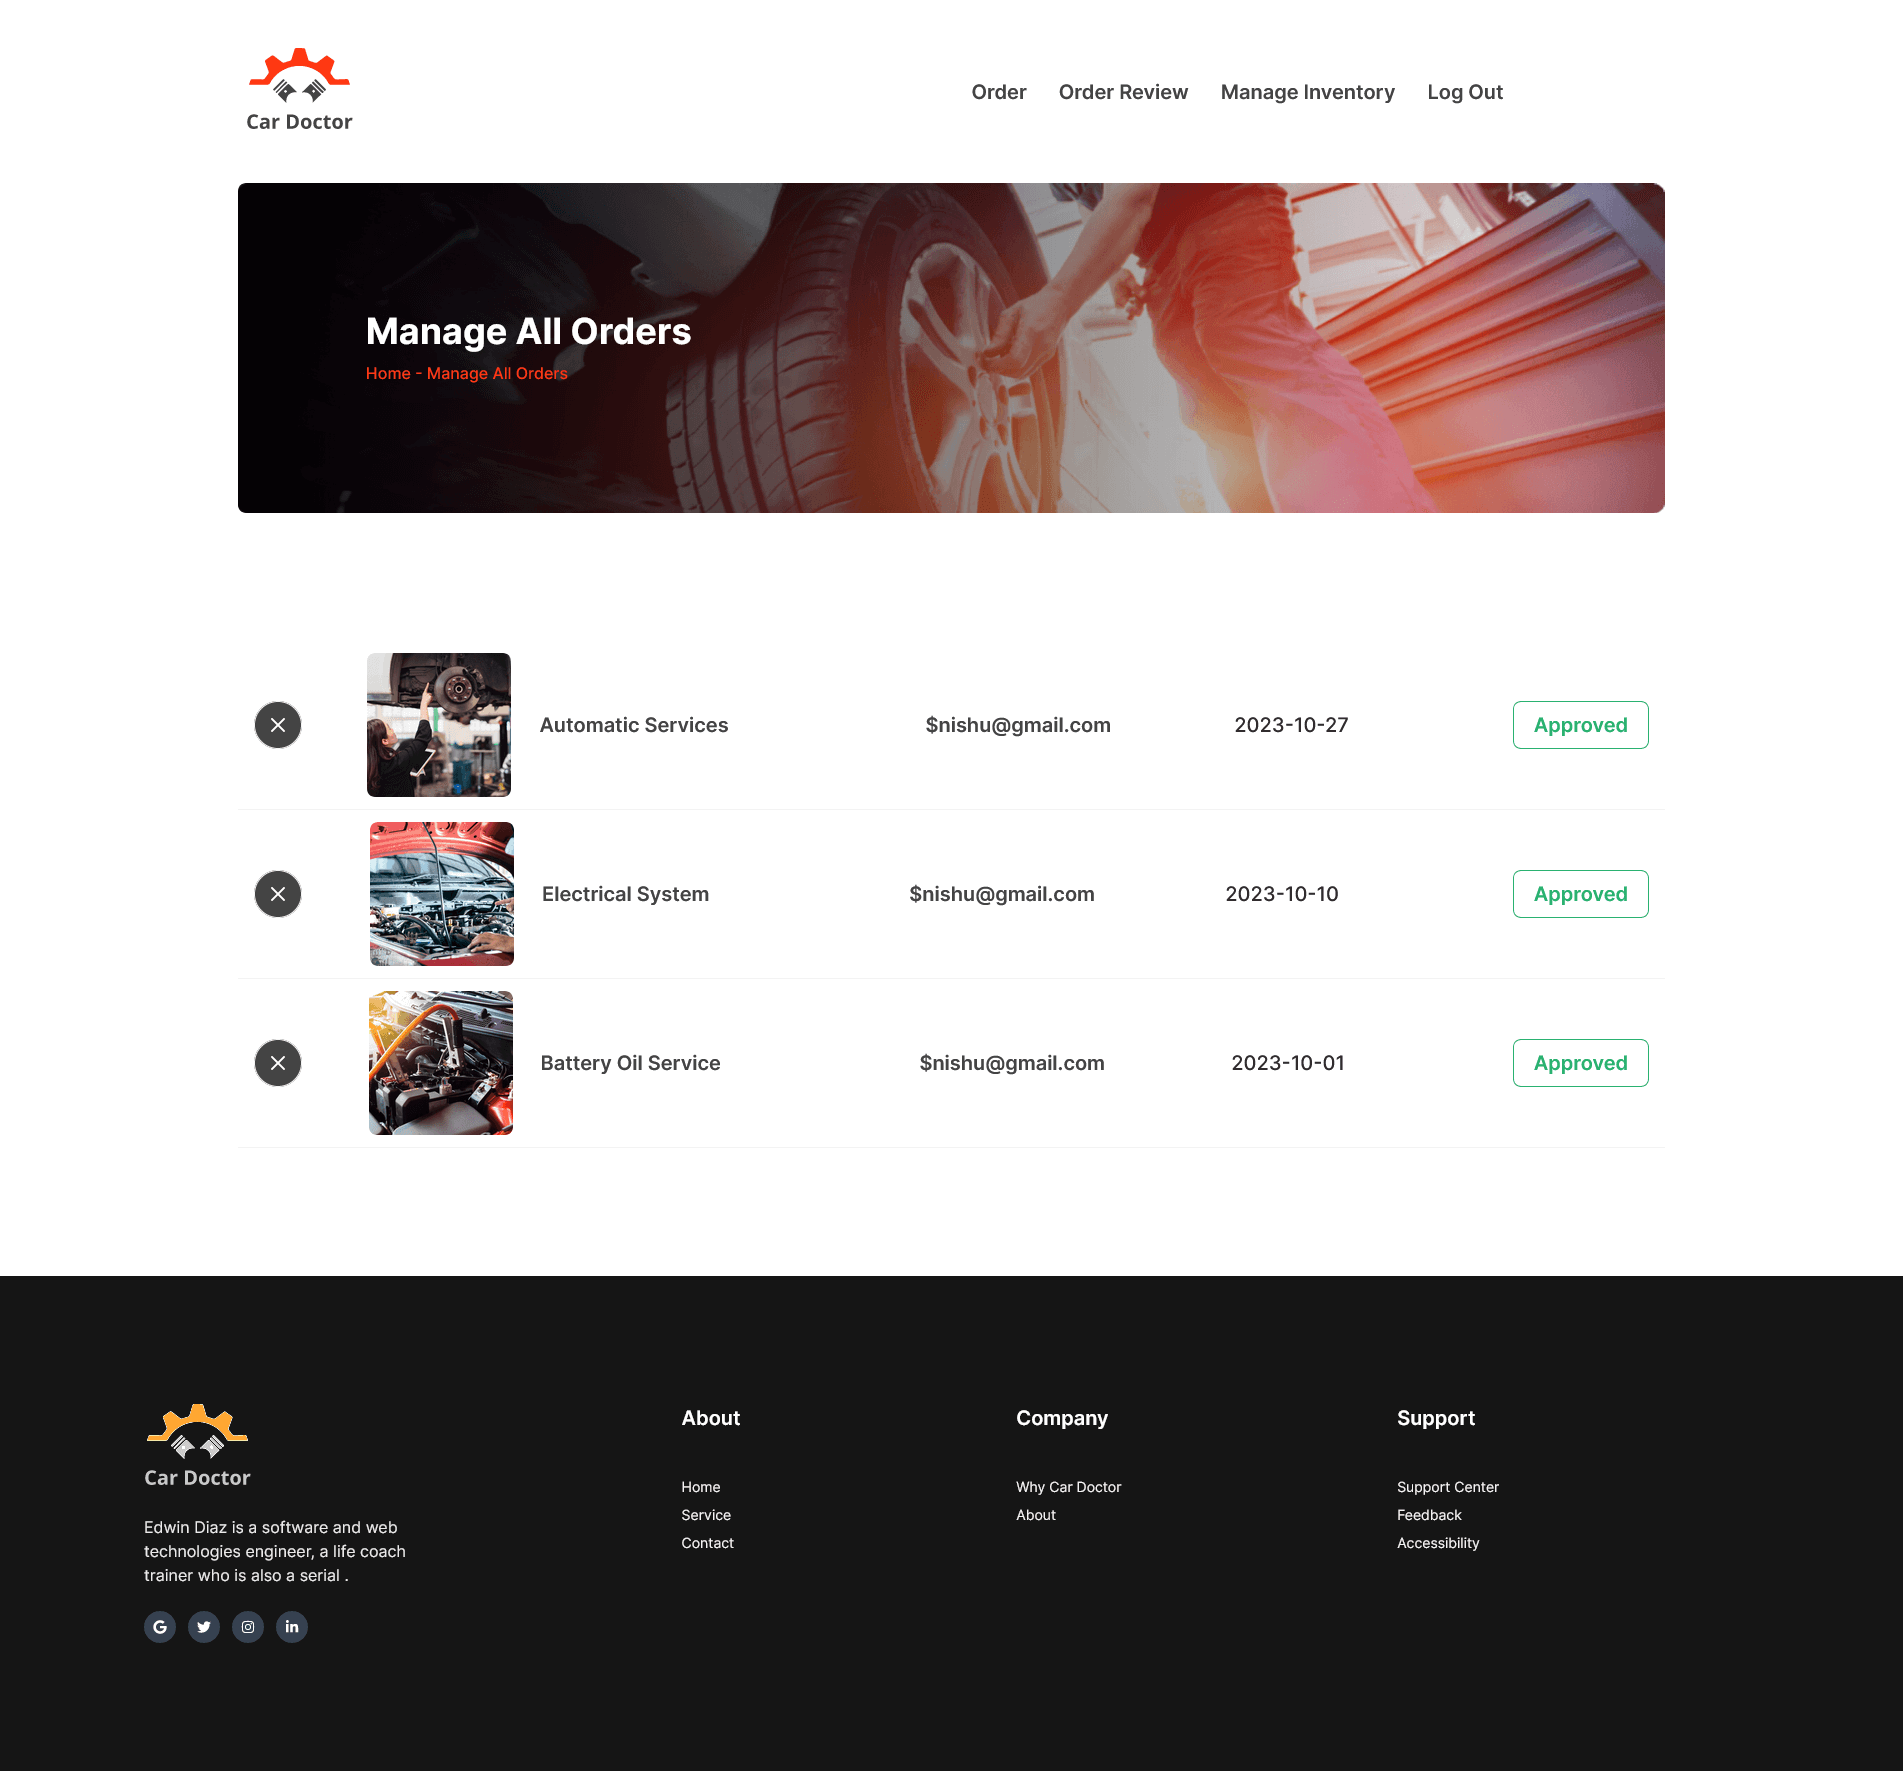 Car Doctor
Order Order Review Manage Inventory Log Out
Manage All Orders
Home - Manage All Orders
Automatic Services $nishu@gmail.com 2023-10-27 Approved
Electrical System $nishu@gmail.com 2023-10-10 Approved
Battery Oil Service $nishu@gmail.com 2023-10-01 Approved
Car Doctor
Edwin Diaz is a software and web
technologies engineer, a life coach
trainer who is also a serial .
About
Home
Service
Contact
Company
Why Car Doctor
About
Support
Support Center
Feedback
Accessibility